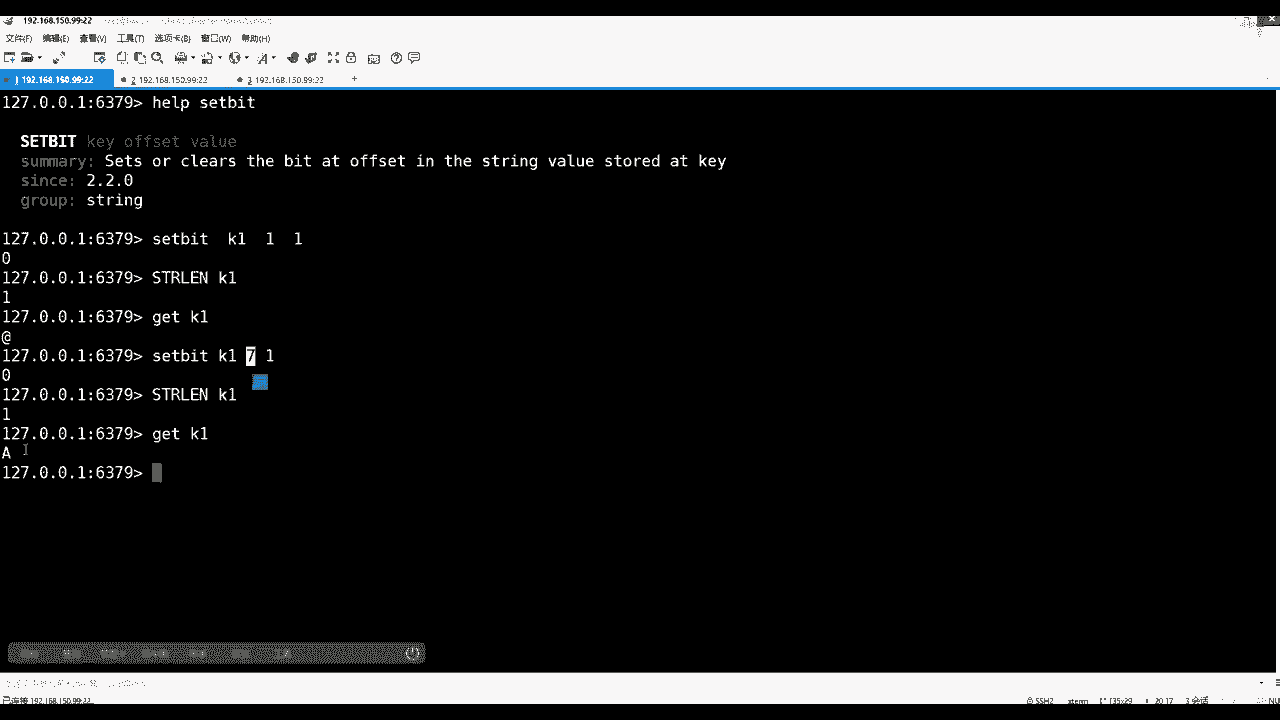 192.168.150.99:22
文件(F) 编辑(E) 查看(V) 工具(T) 选项卡(B) 窗口(W) 帮助(H)
1 192.168.150.99:22 2 192.168.150.99:22 3 192.168.150.99:22 +
127.0.0.1:6379> help setbit
SETBIT key offset value
summary: Sets or clears the bit at offset in the string value stored at key
since: 2.2.0
group: string
127.0.0.1:6379> setbit  k1  1  1
0
127.0.0.1:6379> STRLEN k1
1
127.0.0.1:6379> get k1
@
127.0.0.1:6379> setbit k1 7 1
0
127.0.0.1:6379> STRLEN k1
1
127.0.0.1:6379> get k1
A
127.0.0.1:6379>
已连接 192.168.150.99:22 SSH2 xterm 135x29 20,17 3 会话 NU